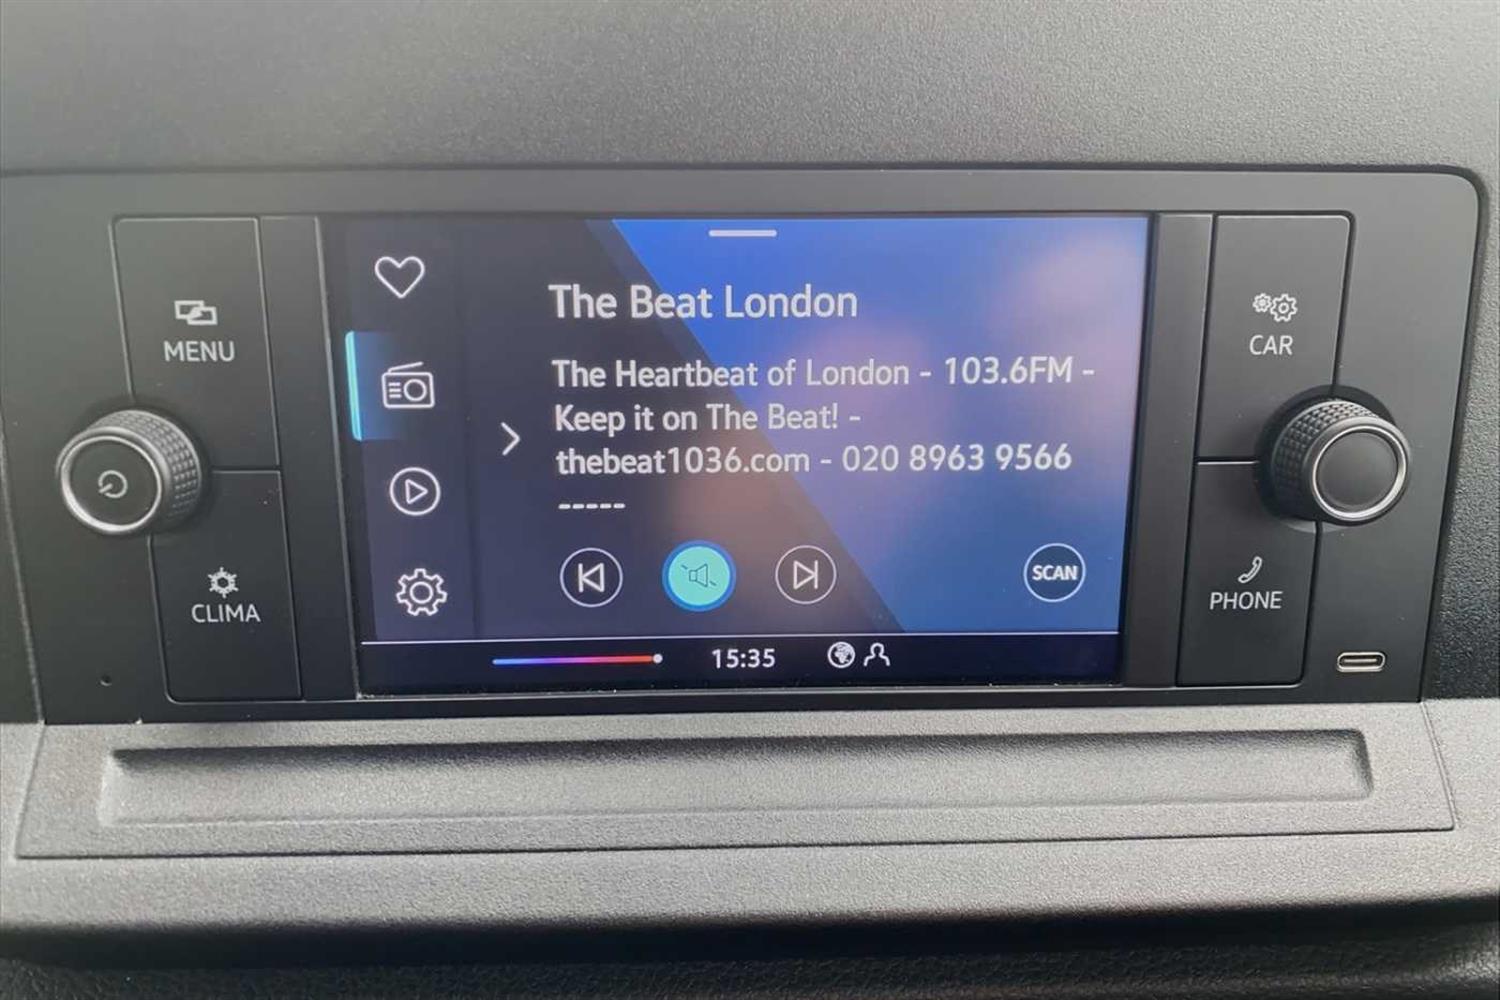 MENU
CLIMA
The Beat London
The Heartbeat of London - 103.6FM -
Keep it on The Beat! -
thebeat1036.com - 020 8963 9566
-----
SCAN
15:35
CAR
PHONE